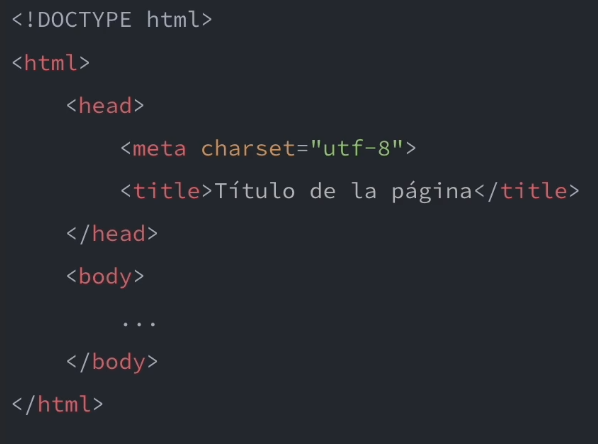 <!DOCTYPE html>
<html>
    <head>
        <meta charset="utf-8">
        <title>Título de la página</title>
    </head>
    <body>
        ...
    </body>
</html>